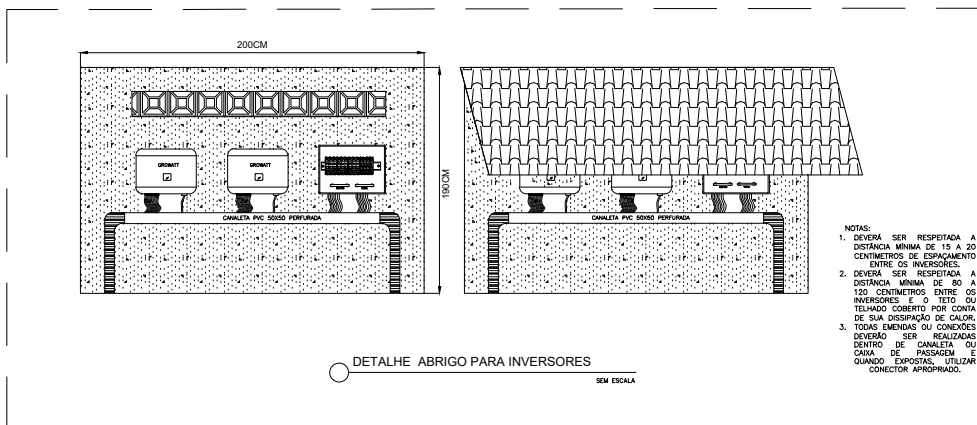 200CM
190CM
GROWATT
GROWATT
CANALETA PVC 50X50 PERFURADA
CANALETA PVC 50X50 PERFURADA
NOTAS:
1. DEVERÁ SER RESPEITADA A
DISTÂNCIA MÍNIMA DE 15 A 20
CENTÍMETROS DE ESPAÇAMENTO
ENTRE OS INVERSORES.
2. DEVERÁ SER RESPEITADA A
DISTÂNCIA MÍNIMA DE 80 A
120 CENTÍMETROS ENTRE OS
INVERSORES E O TETO OU
TELHADO COBERTO POR CONTA
DE SUA DISSIPAÇÃO DE CALOR.
3. TODAS EMENDAS OU CONEXÕES
DEVERÃO SER REALIZADAS
DENTRO DE CANALETA OU
CAIXA DE PASSAGEM E
QUANDO EXPOSTAS, UTILIZAR
CONECTOR APROPRIADO.
DETALHE ABRIGO PARA INVERSORES
SEM ESCALA